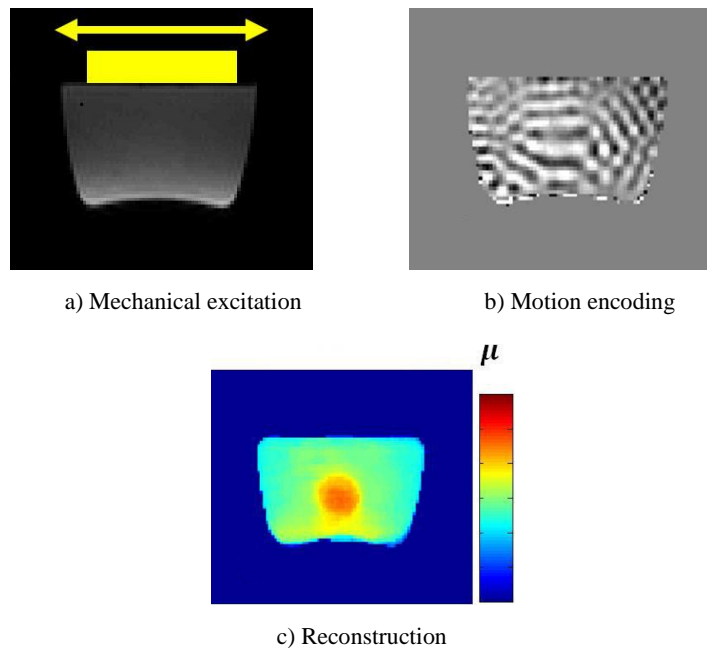 a) Mechanical excitation
b) Motion encoding
μ
c) Reconstruction